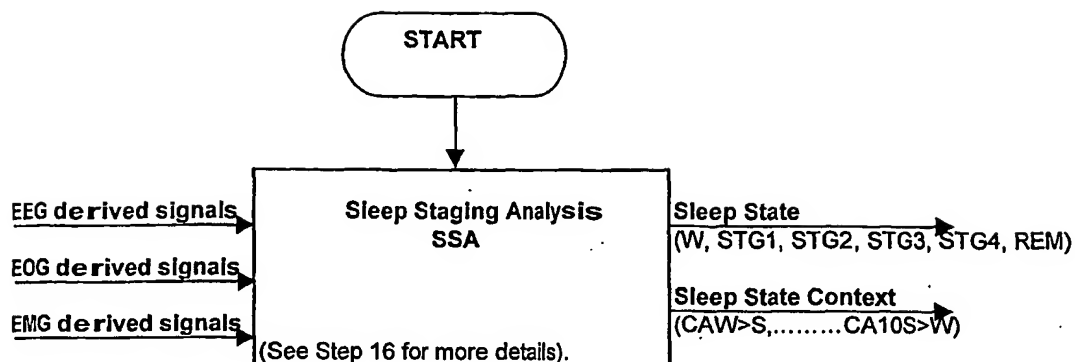 START
EEG derived signals
EOG derived signals
EMG derived signals
Sleep Staging Analysis
SSA
(See Step 16 for more details).
Sleep State
(W, STG1, STG2, STG3, STG4, REM)
Sleep State Context
(CAW>S,.........CA10S>W)